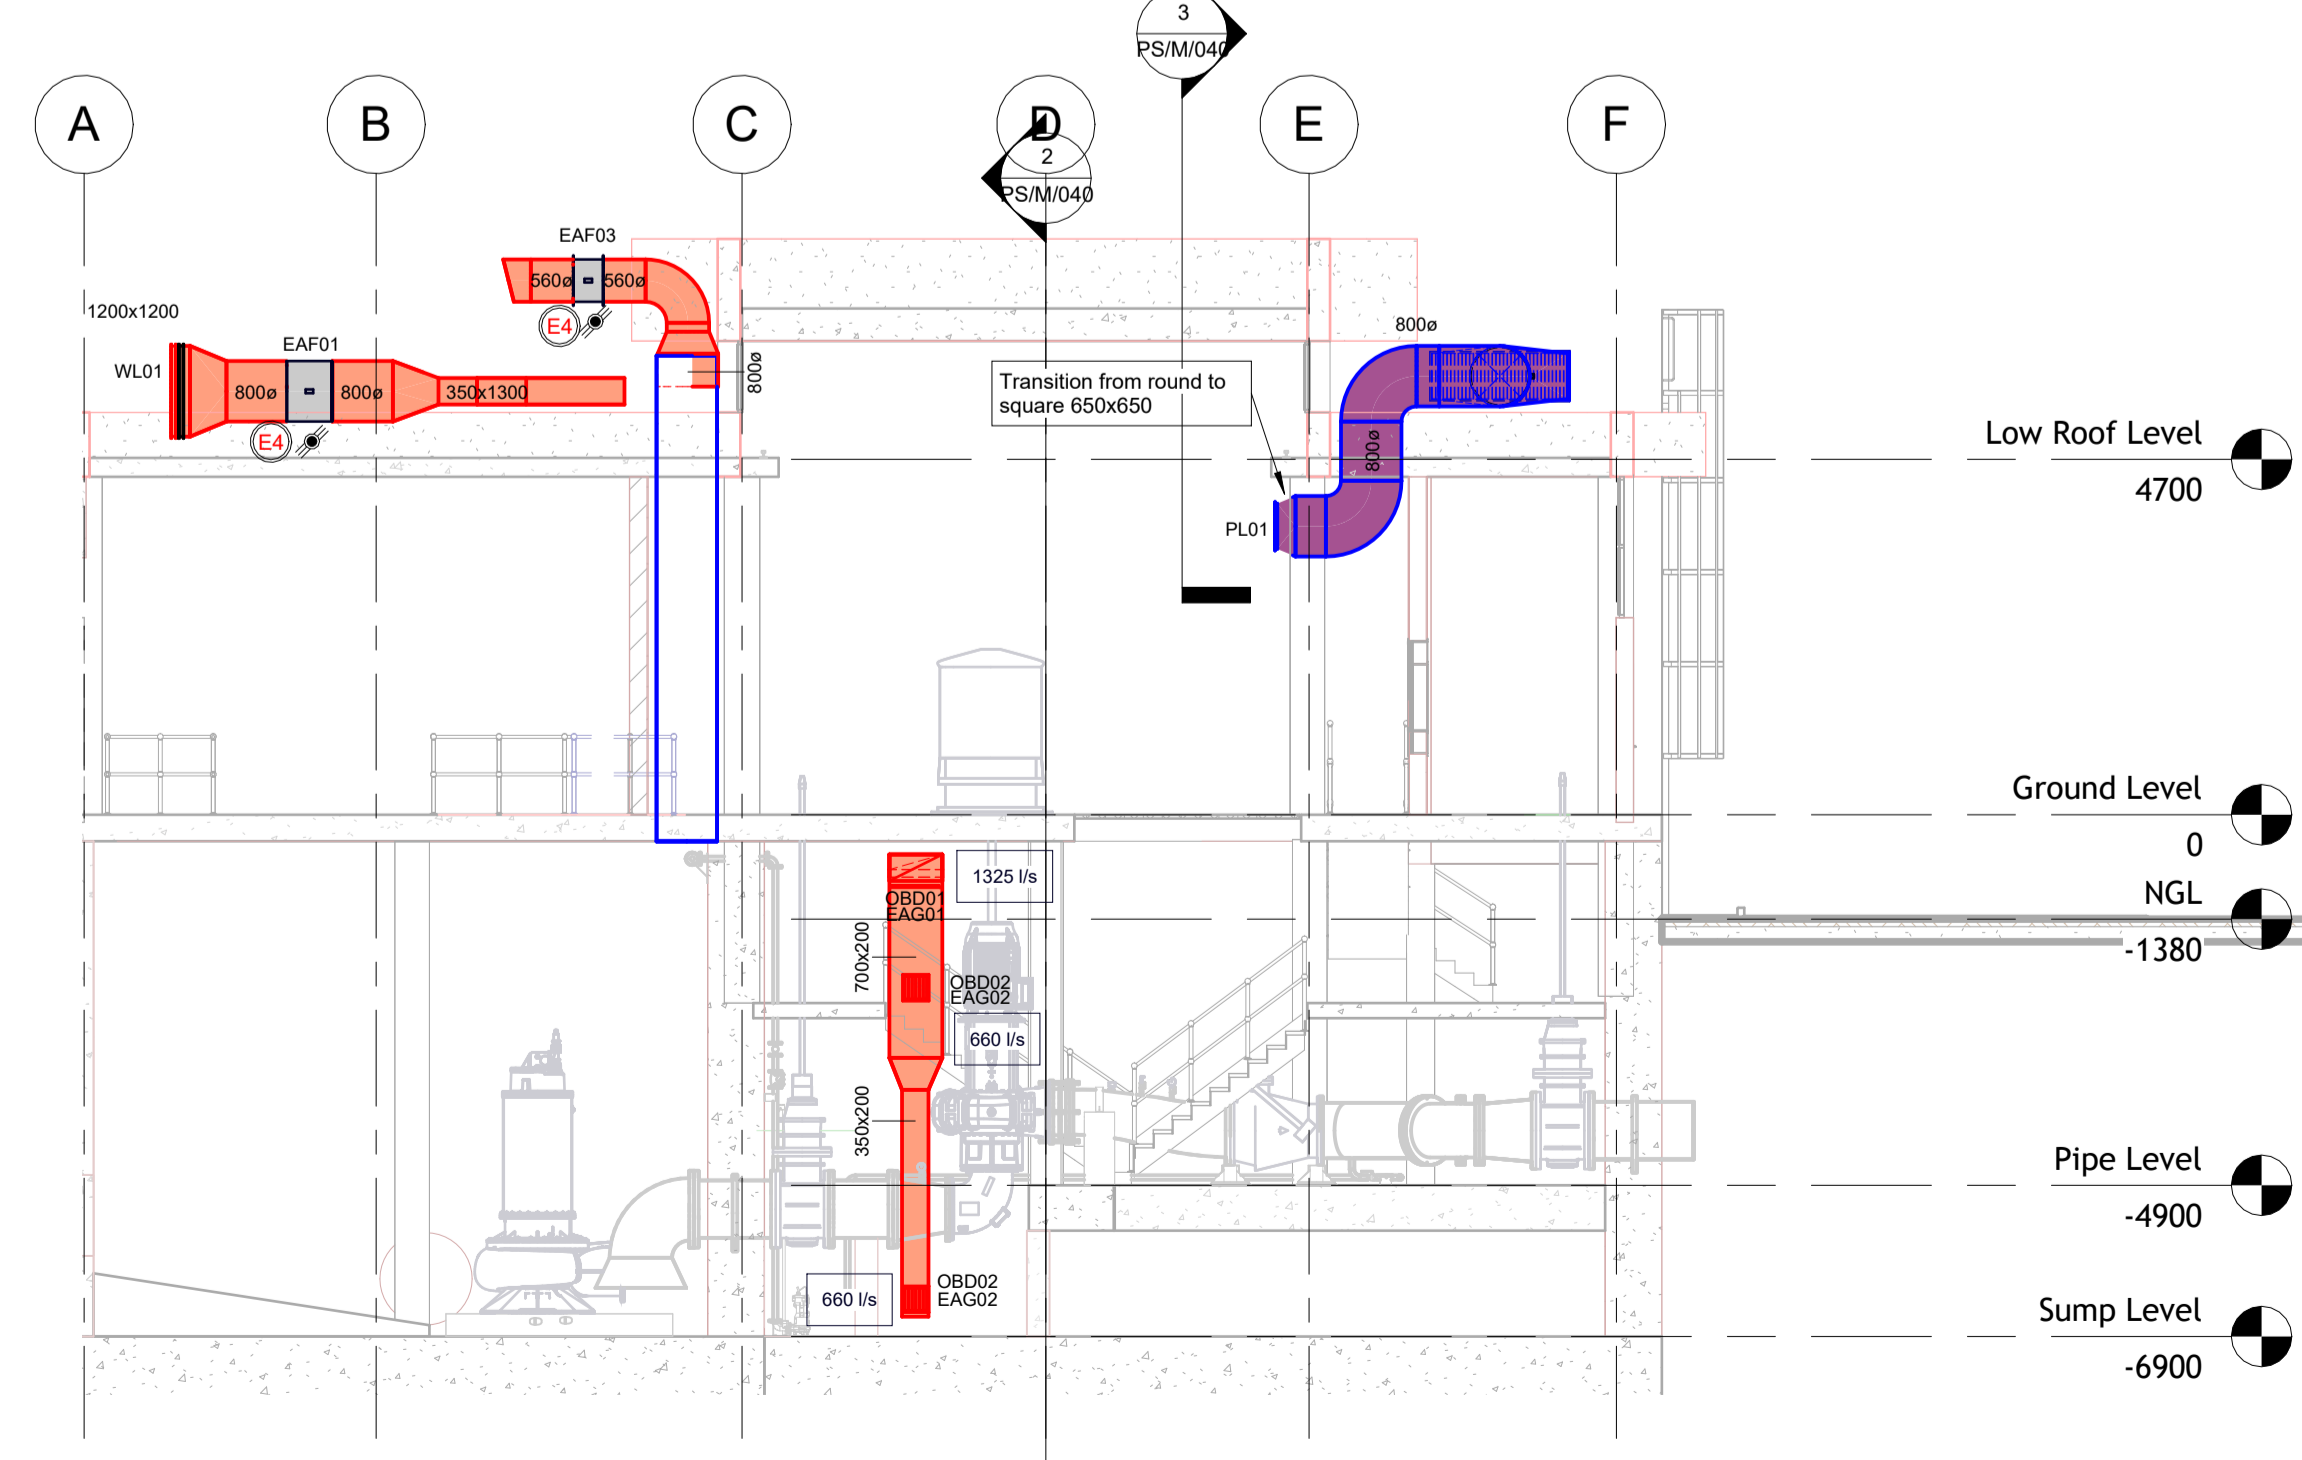 3
PS/M/040
A
B
C
D
E
F
2
PS/M/040
EAF03
560ø
560ø
E4
1200x1200
EAF01
WL01
800ø
800ø
350x1300
E4
800ø
800ø
Transition from round to
square 650x650
800ø
PL01
Low Roof Level
4700
Ground Level
0
NGL
-1380
1325 l/s
OBD01
EAG01
700x200
OBD02
EAG02
660 l/s
350x200
Pipe Level
-4900
OBD02
EAG02
660 l/s
Sump Level
-6900